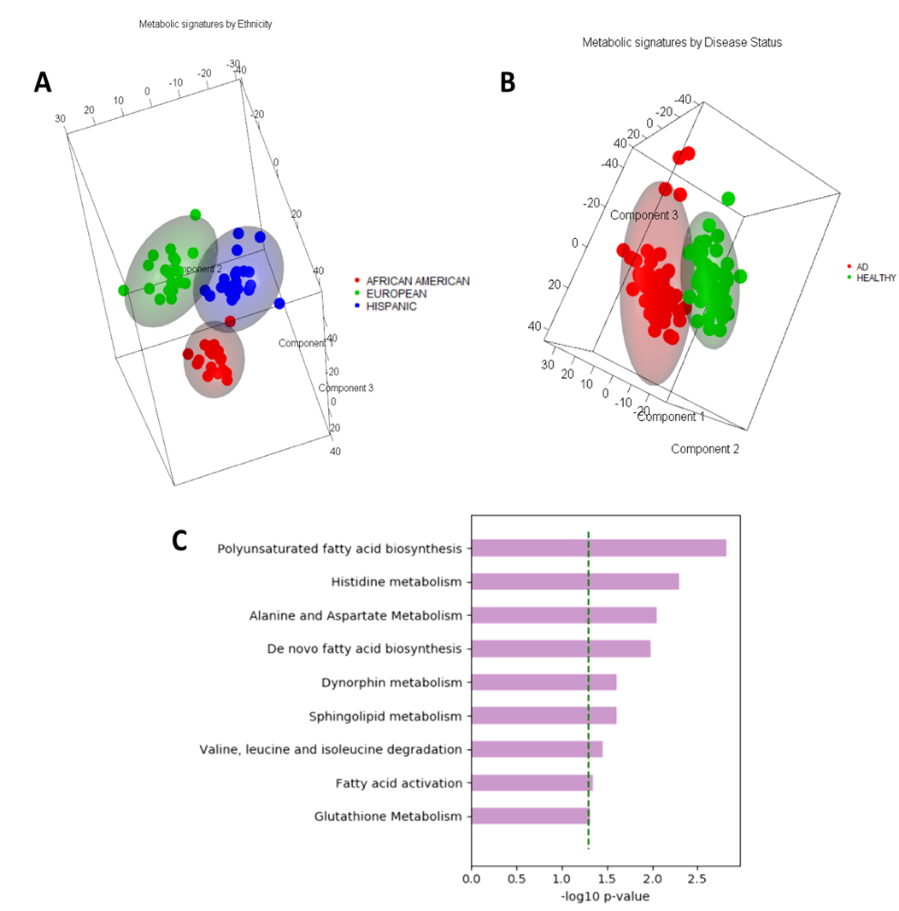 Metabolic signatures by Ethnicity
A
30 20 10 0 -10 -20 -30
-40
-20
0
20
40
mponent 2
Component 1
Component 3
-40
-20
0
20
40
AFRICAN AMERICAN
EUROPEAN
HISPANIC
Metabolic signatures by Disease Status
B
40 20 0 -20 -40
-40
-20
0
20
40
Component 3
30 20 10 0 -10 -20
Component 1
Component 2
AD
HEALTHY
C
Polyunsaturated fatty acid biosynthesis
Histidine metabolism
Alanine and Aspartate Metabolism
De novo fatty acid biosynthesis
Dynorphin metabolism
Sphingolipid metabolism
Valine, leucine and isoleucine degradation
Fatty acid activation
Glutathione Metabolism
0.0 0.5 1.0 1.5 2.0 2.5
-log10 p-value